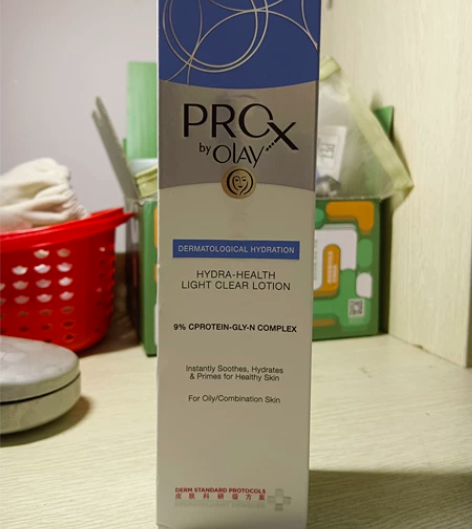 PROX
by OLAY
DERMATOLOGICAL HYDRATION
HYDRA-HEALTH
LIGHT CLEAR LOTION
9% CPROTEIN-GLY-N COMPLEX
Instantly Soothes, Hydrates
& Primes for Healthy Skin
For Oily/Combination Skin
DERM STANDARD PROTOCOLS